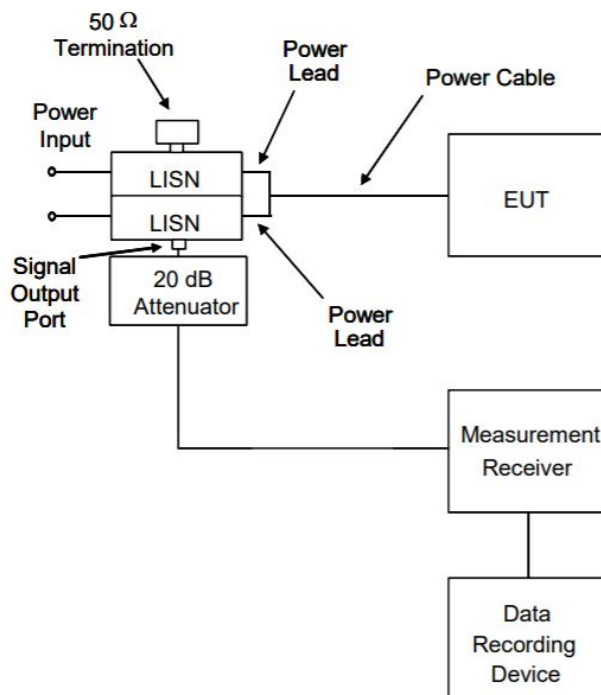 50 Ω
Termination
Power
Lead
Power Cable
Power
Input
LISN
LISN
EUT
Signal
Output
Port
20 dB
Attenuator
Power
Lead
Measurement
Receiver
Data
Recording
Device